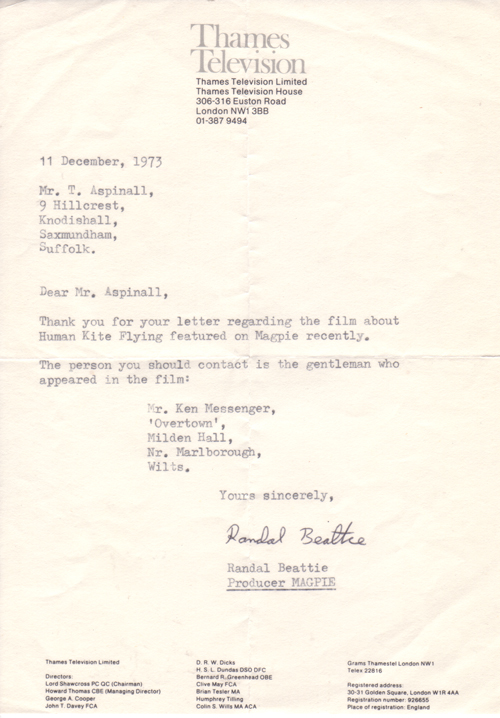 Thames
Television
Thames Television Limited
Thames Television House
306-316 Euston Road
London NW1 3BB
01-387 9494
11 December, 1973
Mr. T. Aspinall,
9 Hillcrest,
Knodishall,
Saxmundham,
Suffolk.
Dear Mr. Aspinall,
Thank you for your letter regarding the film about
Human Kite Flying featured on Magpie recently.
The person you should contact is the gentleman who
appeared in the film:
Mr. Ken Messenger,
'Overtown',
Milden Hall,
Nr. Marlborough,
Wilts.
Yours sincerely,
Randal Beattie
Randal Beattie
Producer MAGPIE
Thames Television Limited
Directors:
Lord Shawcross PC QC (Chairman)
Howard Thomas CBE (Managing Director)
George A. Cooper
John T. Davey FCA
D. R. W. Dicks
H. S. L. Dundas DSO DFC
Bernard R. Greenhead OBE
Clive May FCA
Brian Tesler MA
Humphrey Tilling
Colin S. Wills MA ACA
Grams Thamestel London NW1
Telex 22816
Registered address:
30-31 Golden Square, London W1R 4AA
Registration number: 926655
Place of registration: England